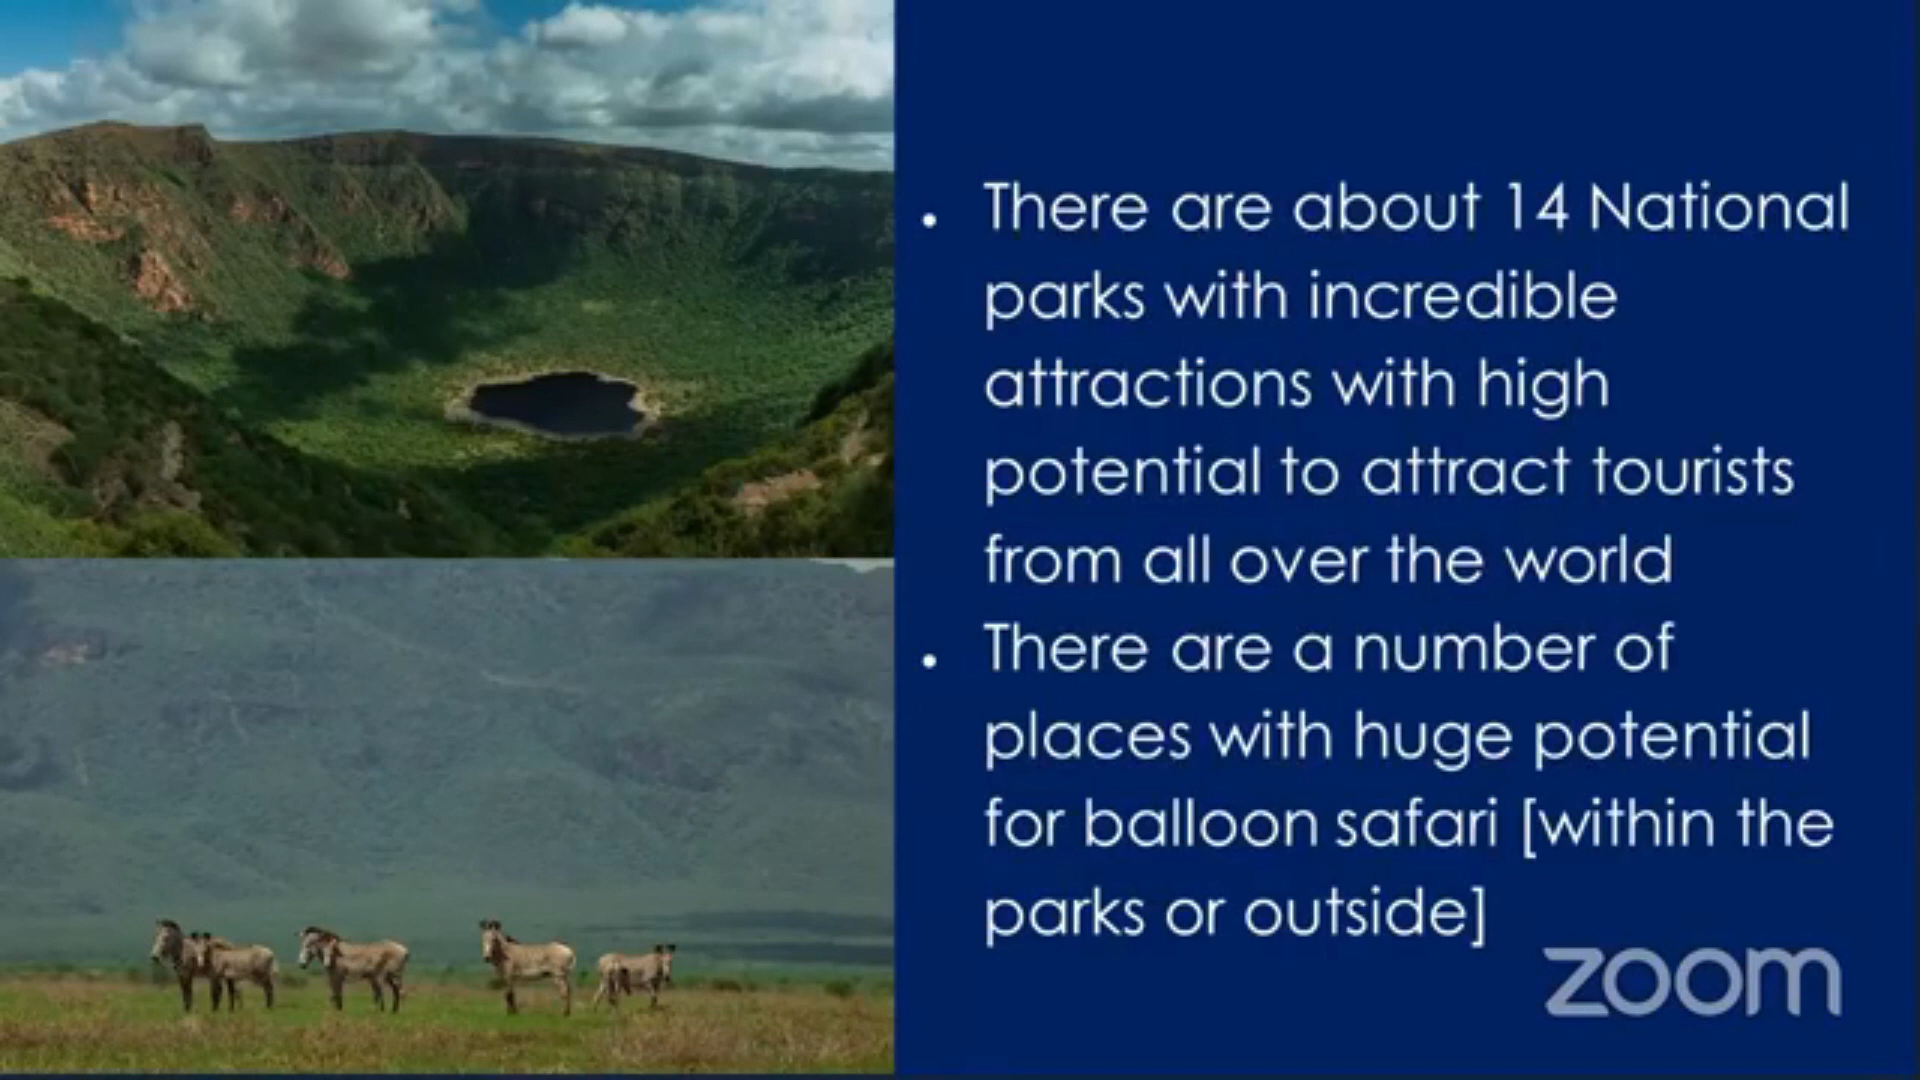 • There are about 14 National
parks with incredible
attractions with high
potential to attract tourists
from all over the world
• There are a number of
places with huge potential
for balloon safari [within the
parks or outside]
zoom